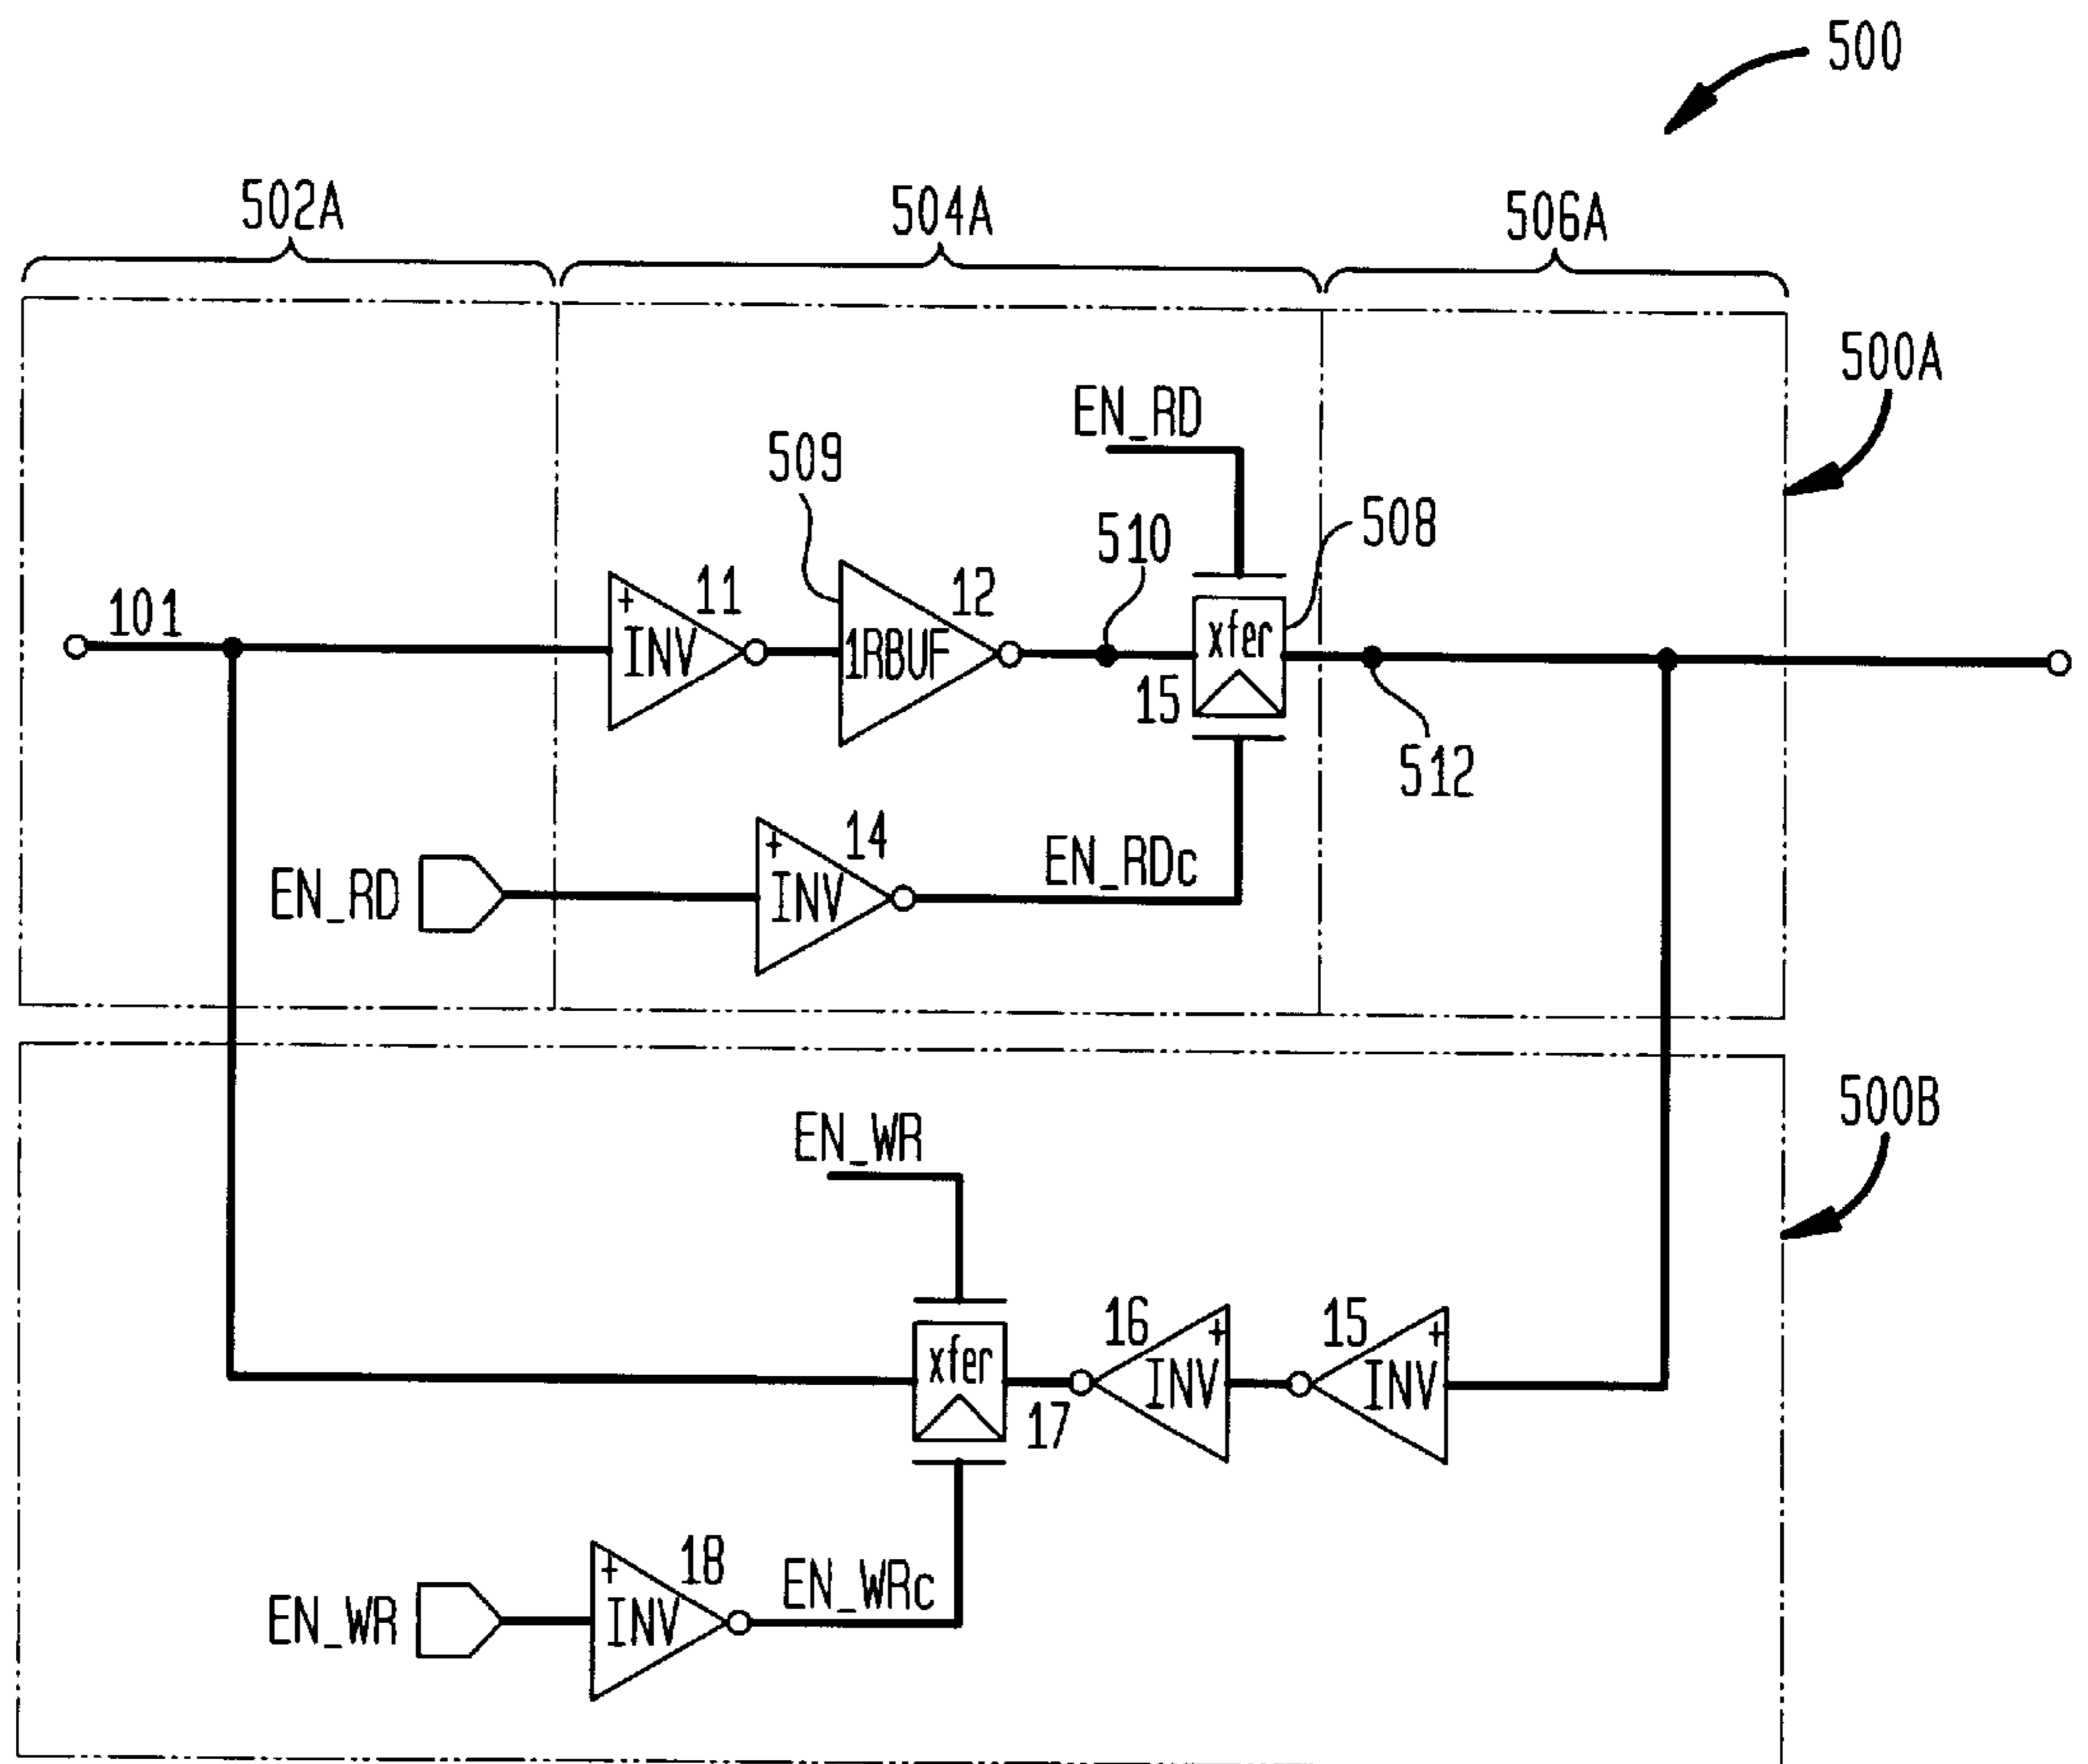 500
502A
504A
506A
500A
EN_RD
509
510
508
101
+
INV
11
1RBUF
12
xfer
15
512
EN_RD
+
INV
14
EN_RDc
500B
EN_WR
xfer
17
16
+
INV
15
+
INV
EN_WR
+
INV
18
EN_WRc